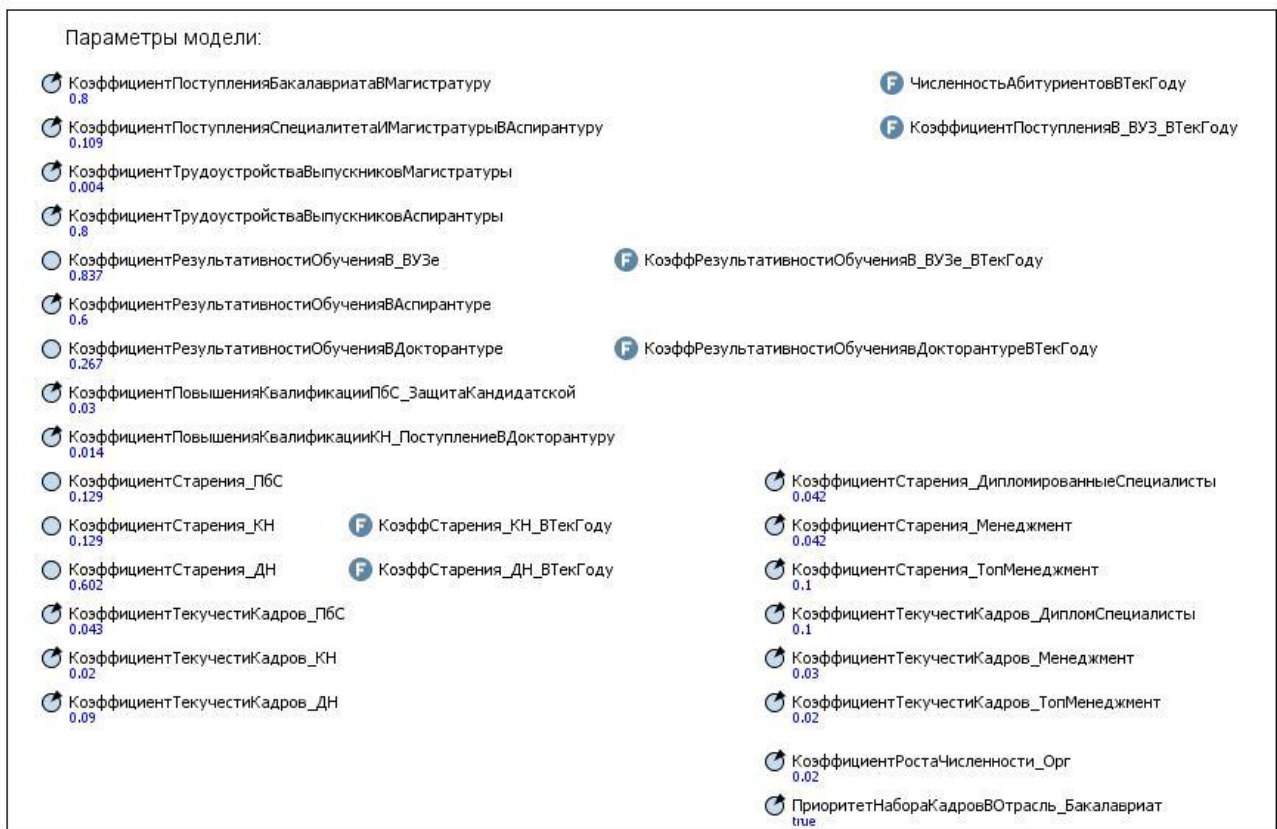 Параметры модели:
КоэффициентПоступленияБакалавриатаВМагистратуру
0.8
ЧисленностьАбитуриентовВТекГоду
КоэффициентПоступленияСпециалитетаИМагистратурыВАспирантуру
0.109
КоэффициентПоступленияВ_ВУЗ_ВТекГоду
КоэффициентТрудоустройстваВыпускниковМагистратуры
0.004
КоэффициентТрудоустройстваВыпускниковАспирантуры
0.8
КоэффициентРезультативностиОбученияВ_ВУЗе
0.837
КоэффРезультативностиОбученияВ_ВУЗе_ВТекГоду
КоэффициентРезультативностиОбученияВАспирантуре
0.6
КоэффициентРезультативностиОбученияВДокторантуре
0.267
КоэффРезультативностиОбучениявДокторантуреВТекГоду
КоэффициентПовышенияКвалификацииПбС_ЗащитаКандидатской
0.03
КоэффициентПовышенияКвалификацииКН_ПоступлениеВДокторантуру
0.014
КоэффициентСтарения_ПбС
0.129
КоэффициентСтарения_ДипломированныеСпециалисты
0.042
КоэффициентСтарения_КН
0.129
КоэффСтарения_КН_ВТекГоду
КоэффициентСтарения_Менеджмент
0.042
КоэффициентСтарения_ДН
0.602
КоэффСтарения_ДН_ВТекГоду
КоэффициентСтарения_ТопМенеджмент
0.1
КоэффициентТекучестиКадров_ПбС
0.043
КоэффициентТекучестиКадров_ДипломСпециалисты
0.1
КоэффициентТекучестиКадров_КН
0.02
КоэффициентТекучестиКадров_Менеджмент
0.03
КоэффициентТекучестиКадров_ДН
0.09
КоэффициентТекучестиКадров_ТопМенеджмент
0.02
КоэффициентРостаЧисленности_Орг
0.02
ПриоритетНабораКадровВОтрасль_Бакалавриат
true